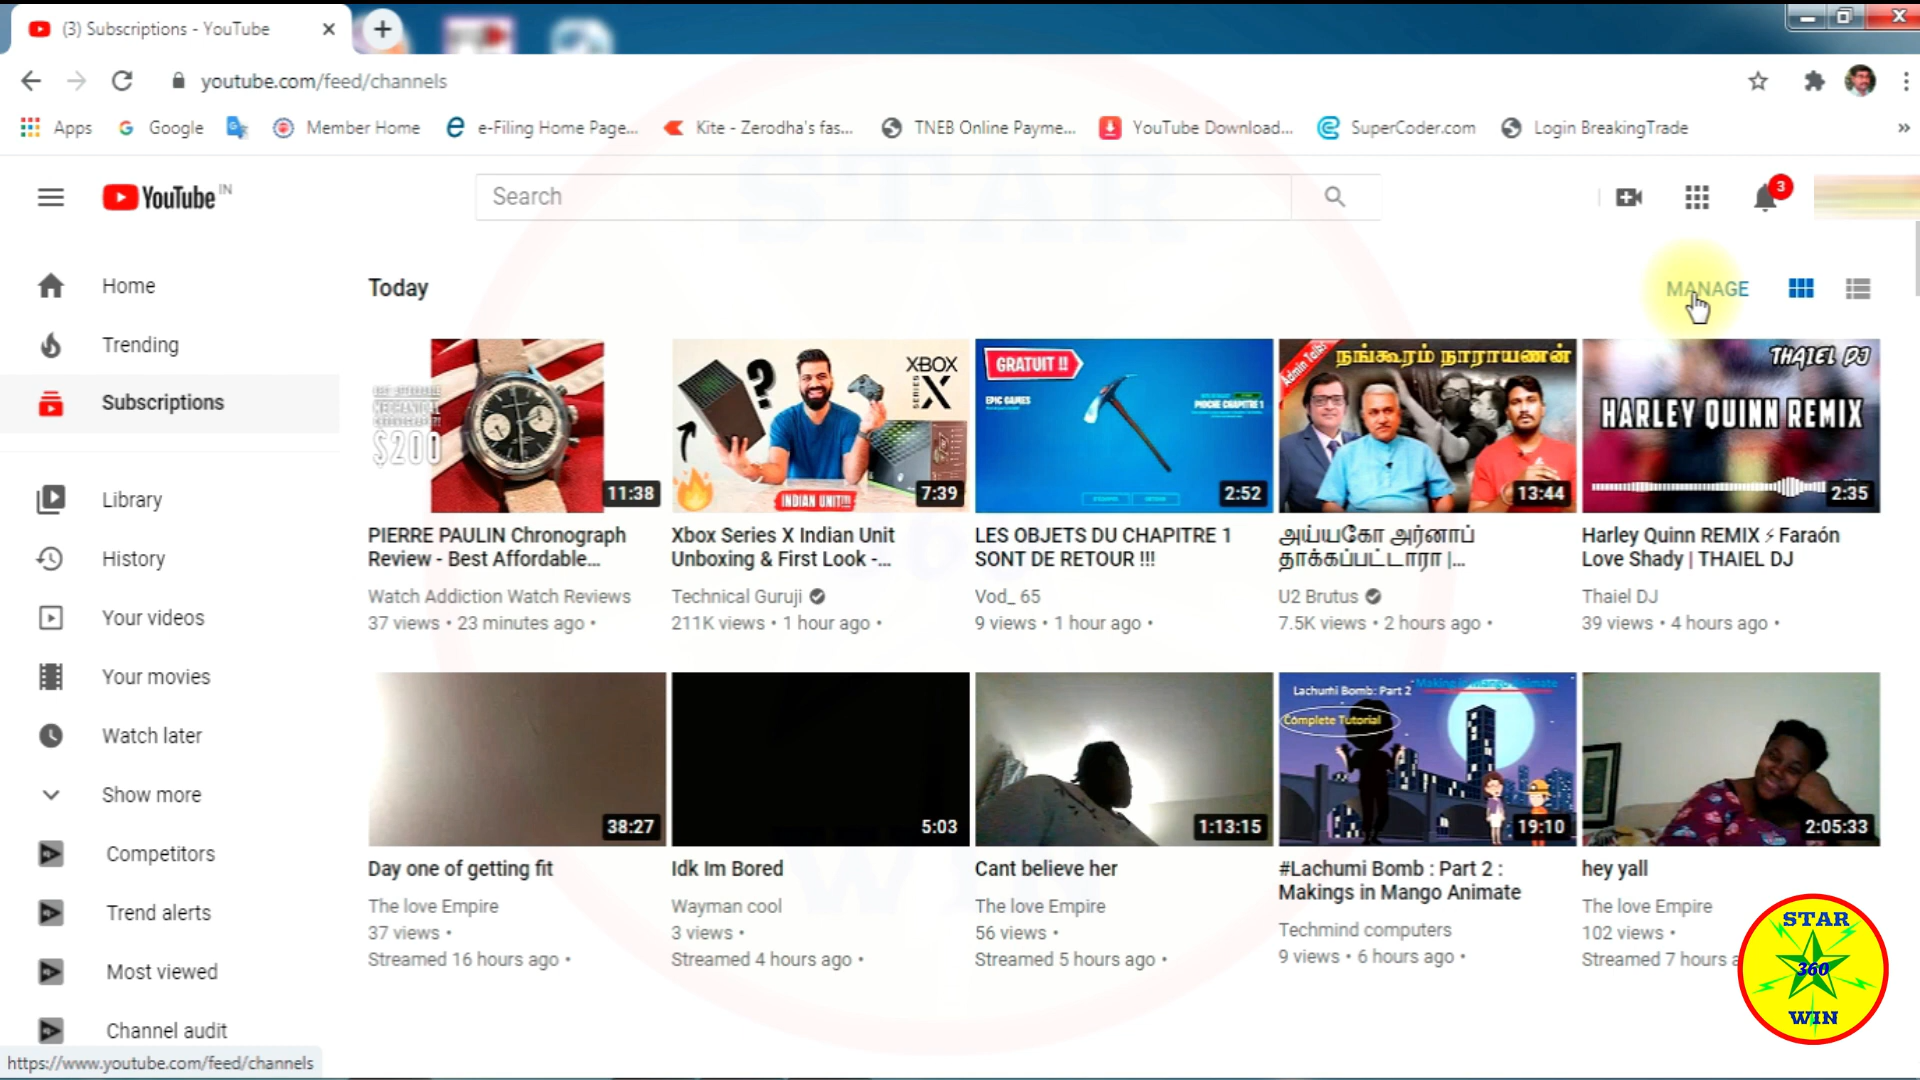 (3) Subscriptions - YouTube
youtube.com/feed/channels
Apps
Google
Member Home
e-Filing Home Page...
Kite - Zerodha's fas...
TNEB Online Payme...
YouTube Download...
SuperCoder.com
Login BreakingTrade
YouTube IN
Search
3
Home
Trending
Subscriptions
Library
History
Your videos
Your movies
Watch later
Show more
Competitors
Trend alerts
Most viewed
Channel audit
https://www.youtube.com/feed/channels
Today
MANAGE
$200
11:38
PIERRE PAULIN Chronograph
Review - Best Affordable...
Watch Addiction Watch Reviews
37 views • 23 minutes ago •
XBOX
SERIES X
INDIAN UNIT!!!
7:39
Xbox Series X Indian Unit
Unboxing & First Look -...
Technical Guruji
211K views • 1 hour ago •
GRATUIT !!
EPIC GAMES
PIOCHE CHAPITRE 1
2:52
LES OBJETS DU CHAPITRE 1
SONT DE RETOUR !!!
Vod_ 65
9 views • 1 hour ago •
Admin Talks
நங்கூரம் நாராயணன்
13:44
அய்யகோ அர்னாப்
தாக்கப்பட்டாரா |...
U2 Brutus
7.5K views • 2 hours ago •
THAIEL DJ
HARLEY QUINN REMIX
2:35
Harley Quinn REMIX ⚡ Faraón
Love Shady | THAIEL DJ
Thaiel DJ
39 views • 4 hours ago •
38:27
Day one of getting fit
The love Empire
37 views •
Streamed 16 hours ago •
5:03
Idk Im Bored
Wayman cool
3 views •
Streamed 4 hours ago •
1:13:15
Cant believe her
The love Empire
56 views •
Streamed 5 hours ago •
Lachumi Bomb: Part 2
Making in Mango Animate
Complete Tutorial
19:10
#Lachumi Bomb : Part 2 :
Makings in Mango Animate
Techmind computers
9 views • 6 hours ago •
2:05:33
hey yall
The love Empire
102 views •
Streamed 7 hours
STAR
360
WIN